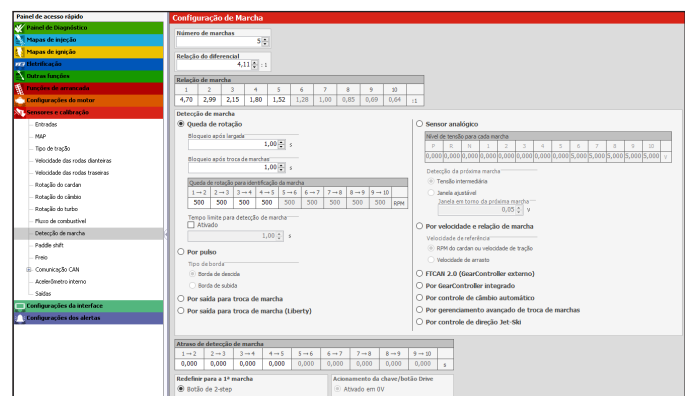 Painel de acesso rápido
Painel de Diagnóstico
Mapas de injeção
Mapas de ignição
Eletrificação
Outras funções
Funções de arrancada
Configurações do motor
Sensores e calibração
Entradas
MAP
Tipo de tração
Velocidade das rodas dianteiras
Velocidade das rodas traseiras
Rotação do cardan
Rotação do câmbio
Rotação do turbo
Fluxo de combustível
Detecção de marcha
Paddle shift
Freio
Comunicação CAN
Acelerômetro interno
Saídas
Configurações da interface
Configurações dos alertas
Configuração de Marcha
Número de marchas
5
Relação do diferencial
4,11 :1
Relação de marcha
1 2 3 4 5 6 7 8 9 10
4,70 2,99 2,15 1,80 1,52 1,28 1,00 0,85 0,69 0,64 :1
Detecção de marcha
Queda de rotação
Bloqueio após largada
1,00 s
Bloqueio após troca de marchas
1,00 s
Queda de rotação para identificação da marcha
1→2 2→3 3→4 4→5 5→6 6→7 7→8 8→9 9→10
500 500 500 500 500 500 500 500 500 RPM
Tempo limite para detecção de marcha
Ativado
1,00 s
Por pulso
Tipo de borda
Borda de descida
Borda de subida
Por saída para troca de marcha
Por saída para troca de marcha (Liberty)
Sensor analógico
Nível de tensão para cada marcha
P R N 1 2 3 4 5 6 7 8 9 10
0,000 0,000 0,000 0,000 0,000 0,000 0,000 0,000 5,000 5,000 5,000 5,000 5,000 v
Detecção da próxima marcha
Tensão intermediária
Janela ajustável
Janela em torno da próxima marcha
0,05 v
Por velocidade e relação de marcha
Velocidade de referência
RPM do cardan ou velocidade de tração
Velocidade de arrasto
FTCAN 2.0 (GearController externo)
Por GearController integrado
Por controle de câmbio automático
Por gerenciamento avançado de troca de marchas
Por controle de direção Jet-Ski
Atraso de detecção de marcha
1→2 2→3 3→4 4→5 5→6 6→7 7→8 8→9 9→10
0,000 0,000 0,000 0,000 0,000 0,000 0,000 0,000 0,000 s
Redefinir para a 1ª marcha
Botão de 2-step
Acionamento da chave/botão Drive
Ativado em 0V